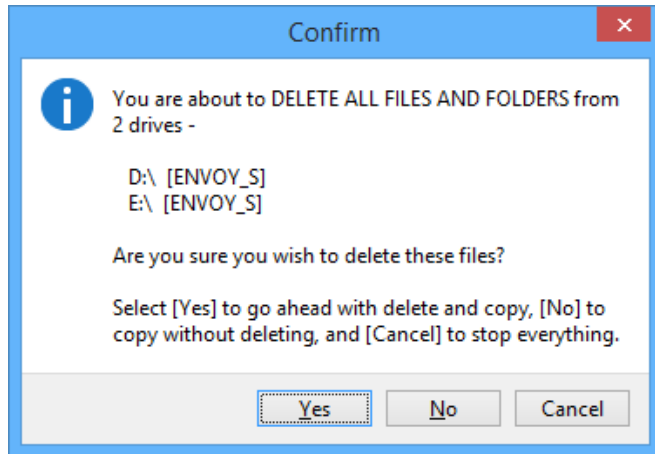 Confirm
You are about to DELETE ALL FILES AND FOLDERS from
2 drives -
D:\ [ENVOY_S]
E:\ [ENVOY_S]
Are you sure you wish to delete these files?
Select [Yes] to go ahead with delete and copy, [No] to
copy without deleting, and [Cancel] to stop everything.
Yes No Cancel